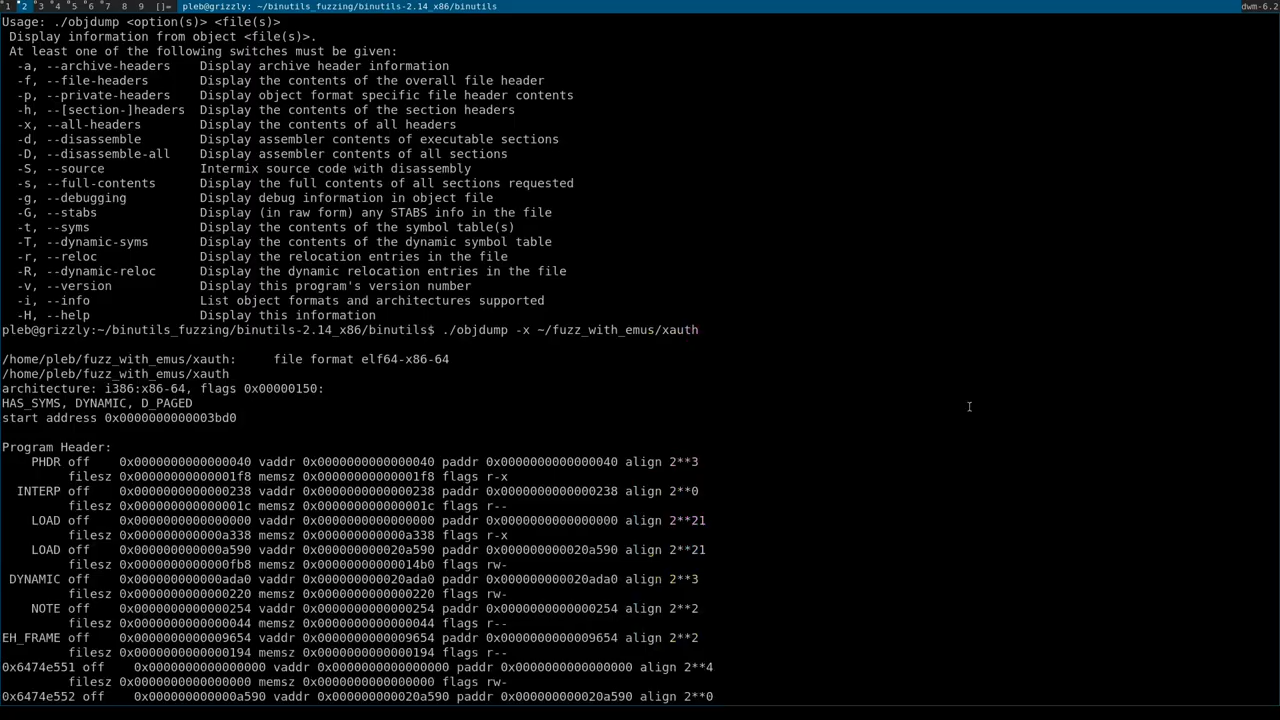 1 2 3 4 5 6 7 8 9 []= pleb@grizzly: ~/binutils_fuzzing/binutils-2.14_x86/binutils dwm-6.2
Usage: ./objdump <option(s)> <file(s)>
 Display information from object <file(s)>.
 At least one of the following switches must be given:
  -a, --archive-headers    Display archive header information
  -f, --file-headers       Display the contents of the overall file header
  -p, --private-headers    Display object format specific file header contents
  -h, --[section-]headers  Display the contents of the section headers
  -x, --all-headers        Display the contents of all headers
  -d, --disassemble        Display assembler contents of executable sections
  -D, --disassemble-all    Display assembler contents of all sections
  -S, --source             Intermix source code with disassembly
  -s, --full-contents      Display the full contents of all sections requested
  -g, --debugging          Display debug information in object file
  -G, --stabs              Display (in raw form) any STABS info in the file
  -t, --syms               Display the contents of the symbol table(s)
  -T, --dynamic-syms       Display the contents of the dynamic symbol table
  -r, --reloc              Display the relocation entries in the file
  -R, --dynamic-reloc      Display the dynamic relocation entries in the file
  -v, --version            Display this program's version number
  -i, --info               List object formats and architectures supported
  -H, --help               Display this information
pleb@grizzly:~/binutils_fuzzing/binutils-2.14_x86/binutils$ ./objdump -x ~/fuzz_with_emus/xauth
/home/pleb/fuzz_with_emus/xauth:     file format elf64-x86-64
/home/pleb/fuzz_with_emus/xauth
architecture: i386:x86-64, flags 0x00000150:
HAS_SYMS, DYNAMIC, D_PAGED
start address 0x0000000000003bd0
Program Header:
    PHDR off    0x0000000000000040 vaddr 0x0000000000000040 paddr 0x0000000000000040 align 2**3
         filesz 0x00000000000001f8 memsz 0x00000000000001f8 flags r-x
  INTERP off    0x0000000000000238 vaddr 0x0000000000000238 paddr 0x0000000000000238 align 2**0
         filesz 0x000000000000001c memsz 0x000000000000001c flags r--
    LOAD off    0x0000000000000000 vaddr 0x0000000000000000 paddr 0x0000000000000000 align 2**21
         filesz 0x000000000000a338 memsz 0x000000000000a338 flags r-x
    LOAD off    0x000000000000a590 vaddr 0x000000000020a590 paddr 0x000000000020a590 align 2**21
         filesz 0x0000000000000fb8 memsz 0x00000000000014b0 flags rw-
 DYNAMIC off    0x000000000000ada0 vaddr 0x000000000020ada0 paddr 0x000000000020ada0 align 2**3
         filesz 0x0000000000000220 memsz 0x0000000000000220 flags rw-
    NOTE off    0x0000000000000254 vaddr 0x0000000000000254 paddr 0x0000000000000254 align 2**2
         filesz 0x0000000000000044 memsz 0x0000000000000044 flags r--
EH_FRAME off    0x0000000000009654 vaddr 0x0000000000009654 paddr 0x0000000000009654 align 2**2
         filesz 0x0000000000000194 memsz 0x0000000000000194 flags r--
0x6474e551 off    0x0000000000000000 vaddr 0x0000000000000000 paddr 0x0000000000000000 align 2**4
         filesz 0x0000000000000000 memsz 0x0000000000000000 flags rw-
0x6474e552 off    0x000000000000a590 vaddr 0x000000000020a590 paddr 0x000000000020a590 align 2**0